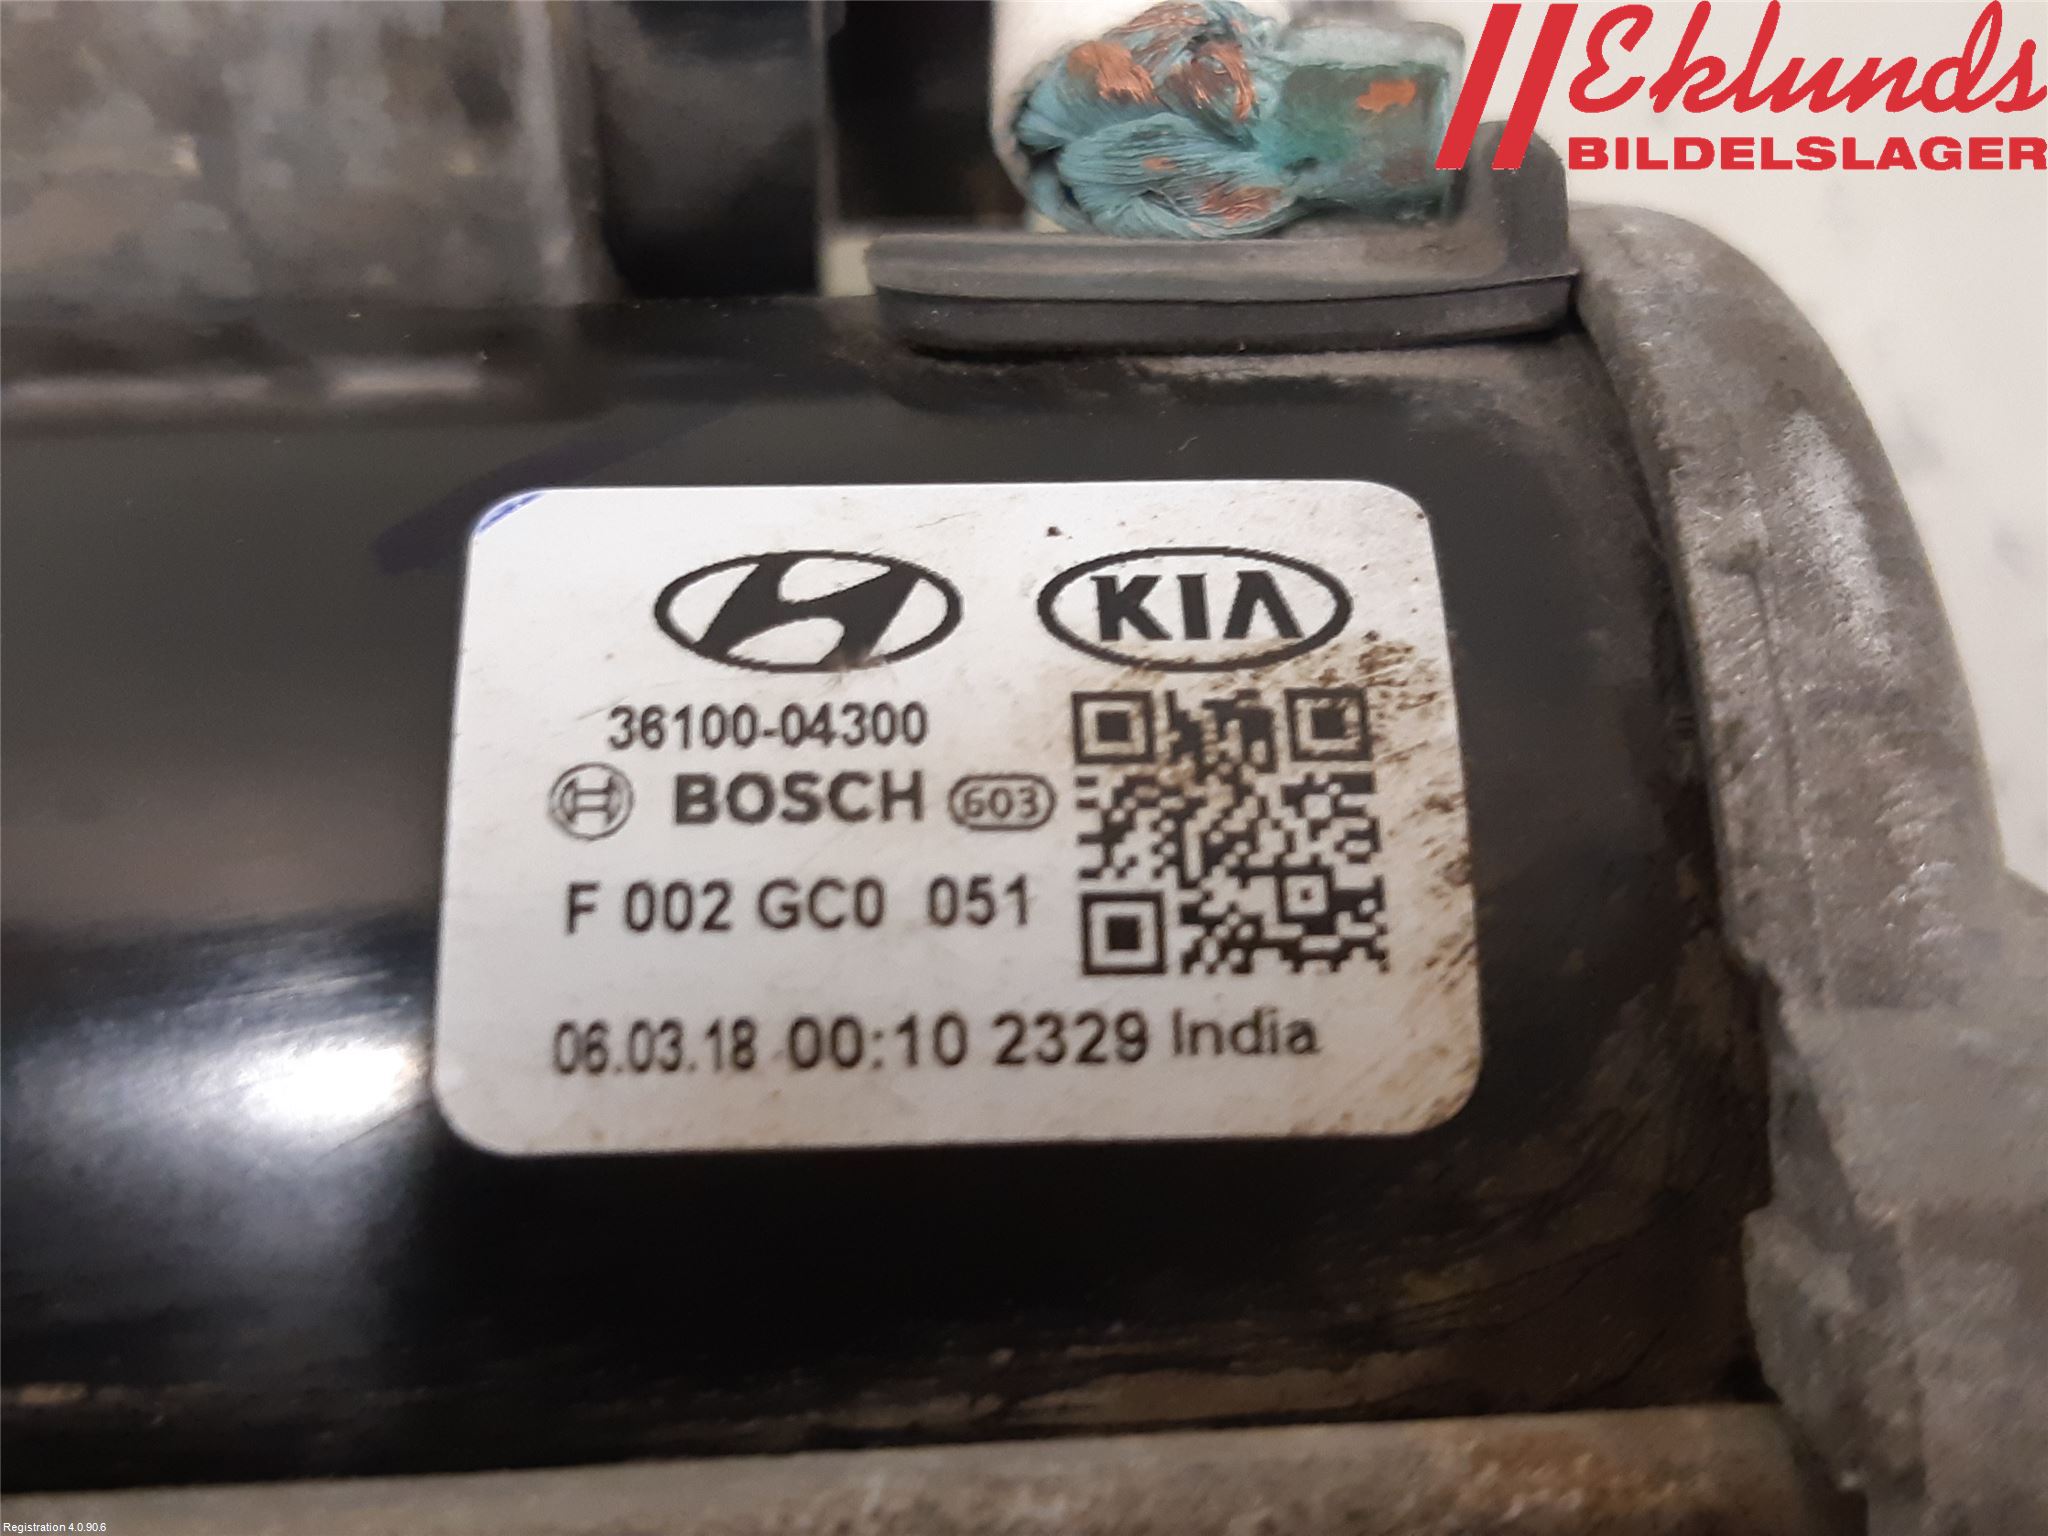 Eklunds
BILDELSLAGER
KIA
36100-04300
BOSCH 603
F 002 GC0 051
06.03.18 00:10 2329 India
Registration 4.0.90.6